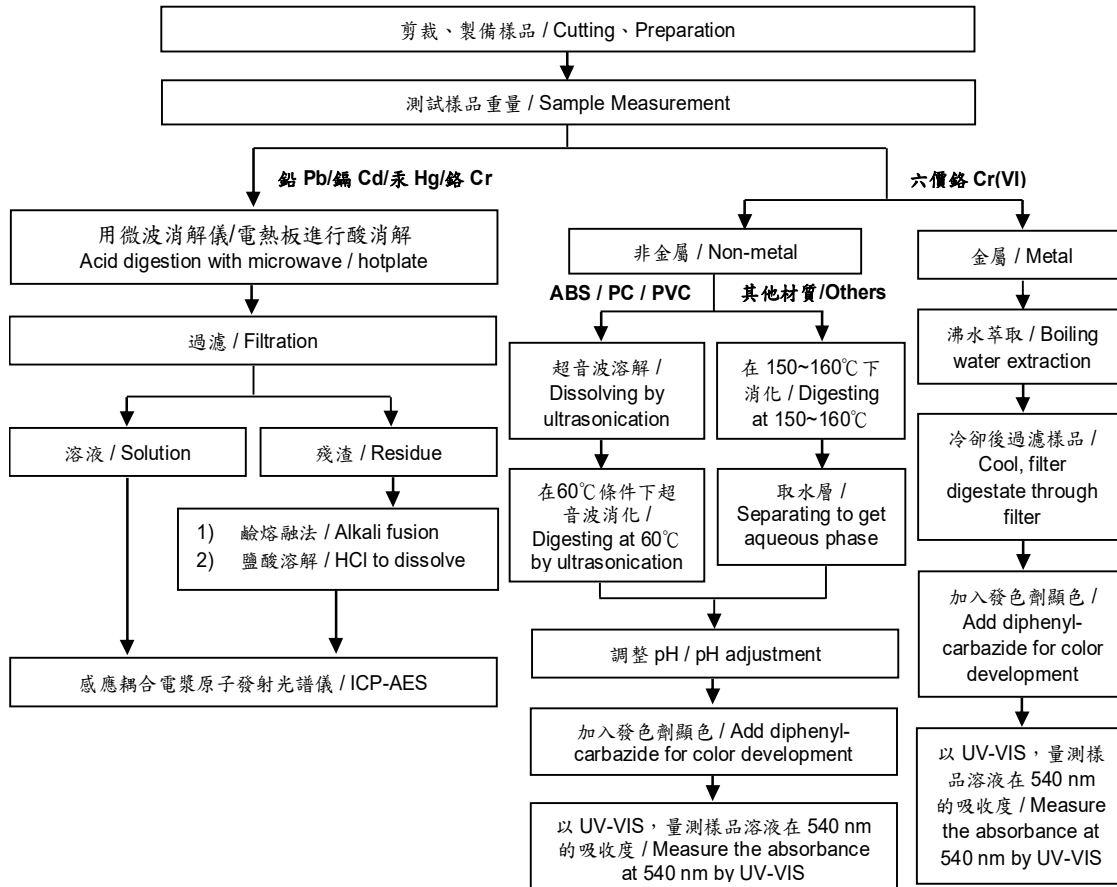 剪裁、製備樣品 / Cutting、Preparation
測試樣品重量 / Sample Measurement
鉛 Pb/鎘 Cd/汞 Hg/鉻 Cr
六價鉻 Cr(VI)
用微波消解儀/電熱板進行酸消解
Acid digestion with microwave / hotplate
過濾 / Filtration
溶液 / Solution
殘渣 / Residue
1) 鹼熔融法 / Alkali fusion
2) 鹽酸溶解 / HCl to dissolve
感應耦合電漿原子發射光譜儀 / ICP-AES
非金屬 / Non-metal
ABS / PC / PVC
其他材質/Others
超音波溶解 /
Dissolving by
ultrasonication
在60℃條件下超
音波消化 /
Digesting at 60℃
by ultrasonication
在 150~160℃下
消化 / Digesting
at 150~160℃
取水層 /
Separating to get
aqueous phase
調整 pH / pH adjustment
加入發色劑顯色 / Add diphenyl-
carbazide for color development
以 UV-VIS，量測樣品溶液在 540 nm
的吸收度 / Measure the absorbance
at 540 nm by UV-VIS
金屬 / Metal
沸水萃取 / Boiling
water extraction
冷卻後過濾樣品 /
Cool, filter
digestate through
filter
加入發色劑顯色 /
Add diphenyl-
carbazide for color
development
以 UV-VIS，量測樣
品溶液在 540 nm
的吸收度 / Measure
the absorbance at
540 nm by UV-VIS